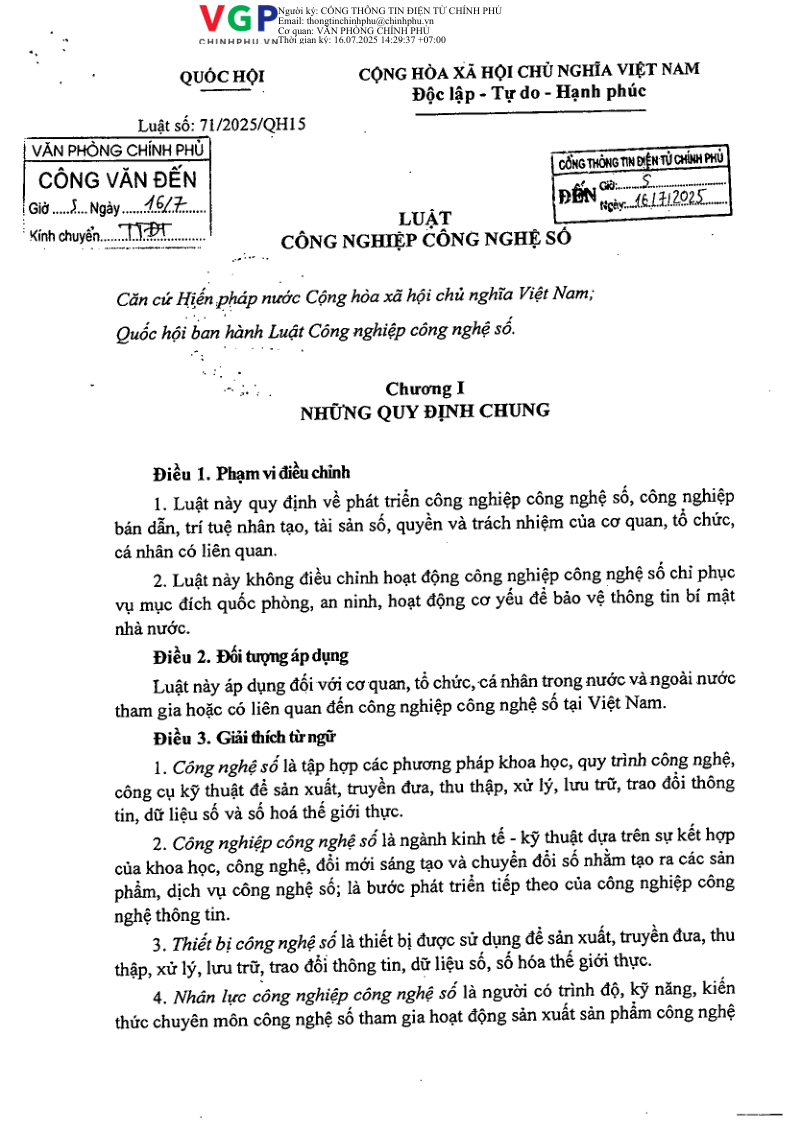 VGP
CHINHPHU.VN
Người ký: CỔNG THÔNG TIN ĐIỆN TỬ CHÍNH PHỦ
Email: thongtinchinhphu@chinhphu.vn
Cơ quan: VĂN PHÒNG CHÍNH PHỦ
Thời gian ký: 16.07.2025 14:29:37 +07:00
QUỐC HỘI
CỘNG HÒA XÃ HỘI CHỦ NGHĨA VIỆT NAM
Độc lập - Tự do - Hạnh phúc
Luật số: 71/2025/QH15
VĂN PHÒNG CHÍNH PHỦ
CÔNG VĂN ĐẾN
Giờ .....S... Ngày .....16/7.....
Kính chuyển.....TTĐT.....
CỔNG THÔNG TIN ĐIỆN TỬ CHÍNH PHỦ
ĐẾN
Giờ:.....S.....
Ngày:..16/7/2025
LUẬT
CÔNG NGHIỆP CÔNG NGHỆ SỐ
Căn cứ Hiến pháp nước Cộng hòa xã hội chủ nghĩa Việt Nam;
Quốc hội ban hành Luật Công nghiệp công nghệ số.
Chương I
NHỮNG QUY ĐỊNH CHUNG
Điều 1. Phạm vi điều chỉnh
1. Luật này quy định về phát triển công nghiệp công nghệ số, công nghiệp
bán dẫn, trí tuệ nhân tạo, tài sản số, quyền và trách nhiệm của cơ quan, tổ chức,
cá nhân có liên quan.
2. Luật này không điều chỉnh hoạt động công nghiệp công nghệ số chỉ phục
vụ mục đích quốc phòng, an ninh, hoạt động cơ yếu để bảo vệ thông tin bí mật
nhà nước.
Điều 2. Đối tượng áp dụng
Luật này áp dụng đối với cơ quan, tổ chức, cá nhân trong nước và ngoài nước
tham gia hoặc có liên quan đến công nghiệp công nghệ số tại Việt Nam.
Điều 3. Giải thích từ ngữ
1. Công nghệ số là tập hợp các phương pháp khoa học, quy trình công nghệ,
công cụ kỹ thuật để sản xuất, truyền đưa, thu thập, xử lý, lưu trữ, trao đổi thông
tin, dữ liệu số và số hoá thế giới thực.
2. Công nghiệp công nghệ số là ngành kinh tế - kỹ thuật dựa trên sự kết hợp
của khoa học, công nghệ, đổi mới sáng tạo và chuyển đổi số nhằm tạo ra các sản
phẩm, dịch vụ công nghệ số; là bước phát triển tiếp theo của công nghiệp công
nghệ thông tin.
3. Thiết bị công nghệ số là thiết bị được sử dụng để sản xuất, truyền đưa, thu
thập, xử lý, lưu trữ, trao đổi thông tin, dữ liệu số, số hóa thế giới thực.
4. Nhân lực công nghiệp công nghệ số là người có trình độ, kỹ năng, kiến
thức chuyên môn công nghệ số tham gia hoạt động sản xuất sản phẩm công nghệ